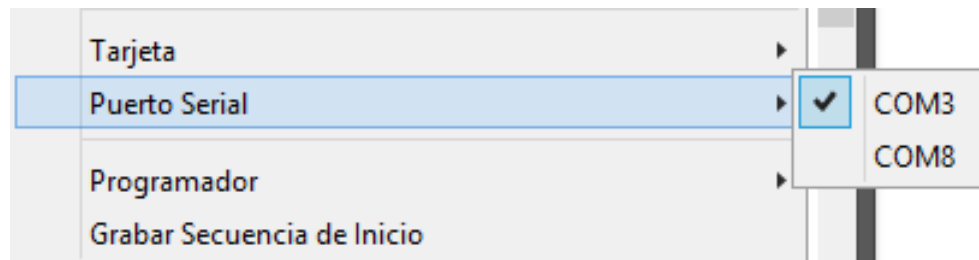 Tarjeta
Puerto Serial
COM3
COM8
Programador
Grabar Secuencia de Inicio